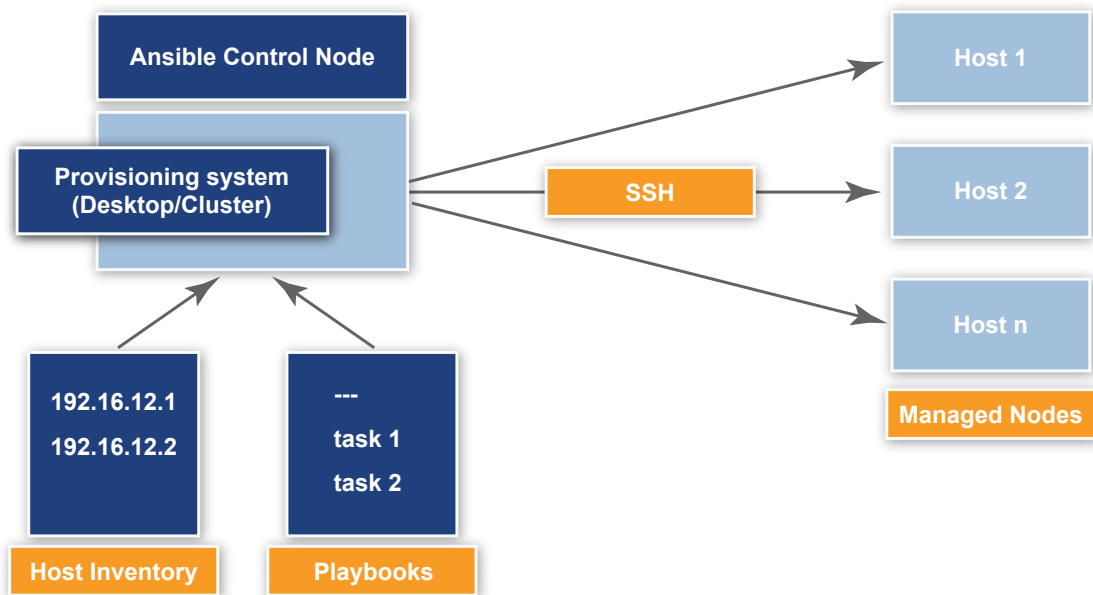 Ansible Control Node
Provisioning system
(Desktop/Cluster)
SSH
Host 1
Host 2
Host n
Managed Nodes
192.16.12.1
192.16.12.2
Host Inventory
---
task 1
task 2
Playbooks